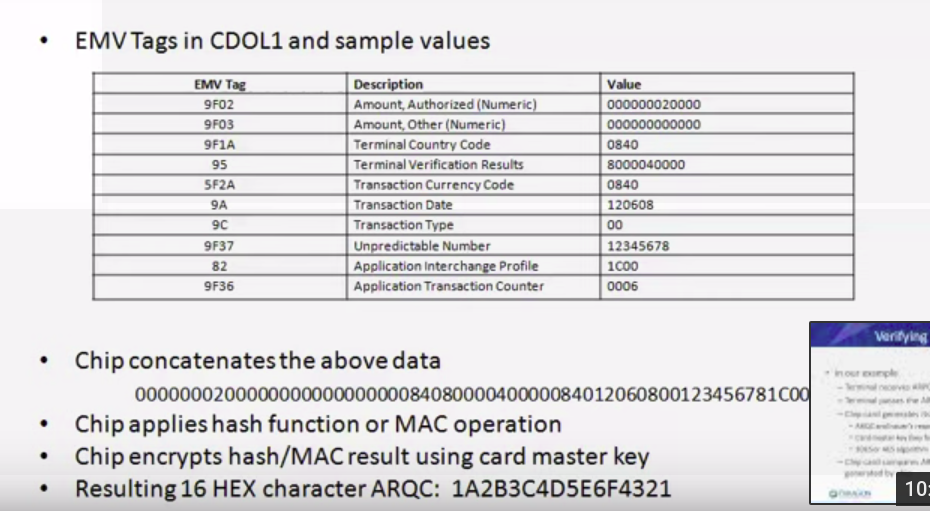 • EMV Tags in CDOL1 and sample values
EMV Tag Description Value
9F02 Amount, Authorized (Numeric) 000000020000
9F03 Amount, Other (Numeric) 000000000000
9F1A Terminal Country Code 0840
95 Terminal Verification Results 8000040000
5F2A Transaction Currency Code 0840
9A Transaction Date 120608
9C Transaction Type 00
9F37 Unpredictable Number 12345678
82 Application Interchange Profile 1C00
9F36 Application Transaction Counter 0006
• Chip concatenates the above data
0000000200000000000000000840800004000008401206080012345678​1C00
• Chip applies hash function or MAC operation
• Chip encrypts hash/MAC result using card master key
• Resulting 16 HEX character ARQC: 1A2B3C4D5E6F4321
Verifying
In our example
10: